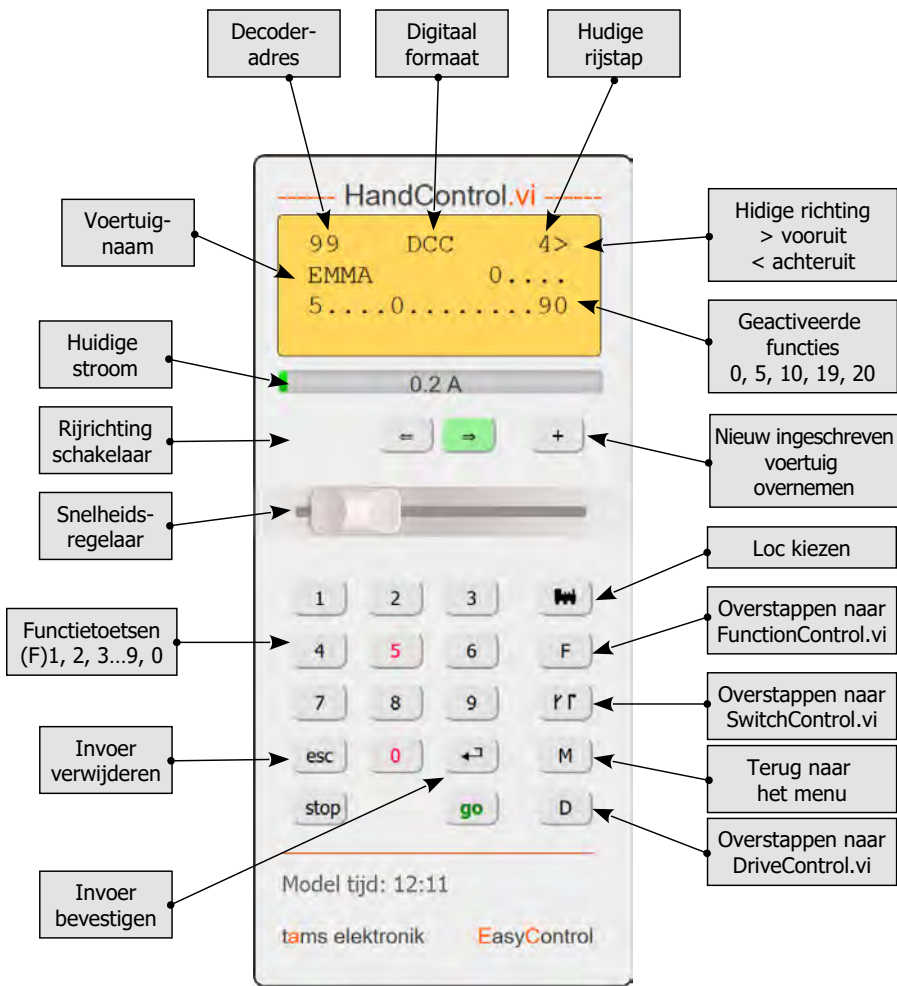 Decoder-
adres
Digitaal
formaat
Hudige
rijstap
HandControl.vi
Voertuig-
naam
99 DCC 4>
EMMA 0....
5....0........90
Hidige richting
> vooruit
< achteruit
Geactiveerde
functies
0, 5, 10, 19, 20
Huidige
stroom
0.2 A
Rijrichting
schakelaar
⇐ ⇒ +
Nieuw ingeschreven
voertuig
overnemen
Snelheids-
regelaar
Loc kiezen
1 2 3
Functietoetsen
(F)1, 2, 3…9, 0
4 5 6 F
Overstappen naar
FunctionControl.vi
7 8 9
Overstappen naar
SwitchControl.vi
Invoer
verwijderen
esc 0 M
Terug naar
het menu
stop go D
Overstappen naar
DriveControl.vi
Invoer
bevestigen
Model tijd: 12:11
tams elektronik EasyControl